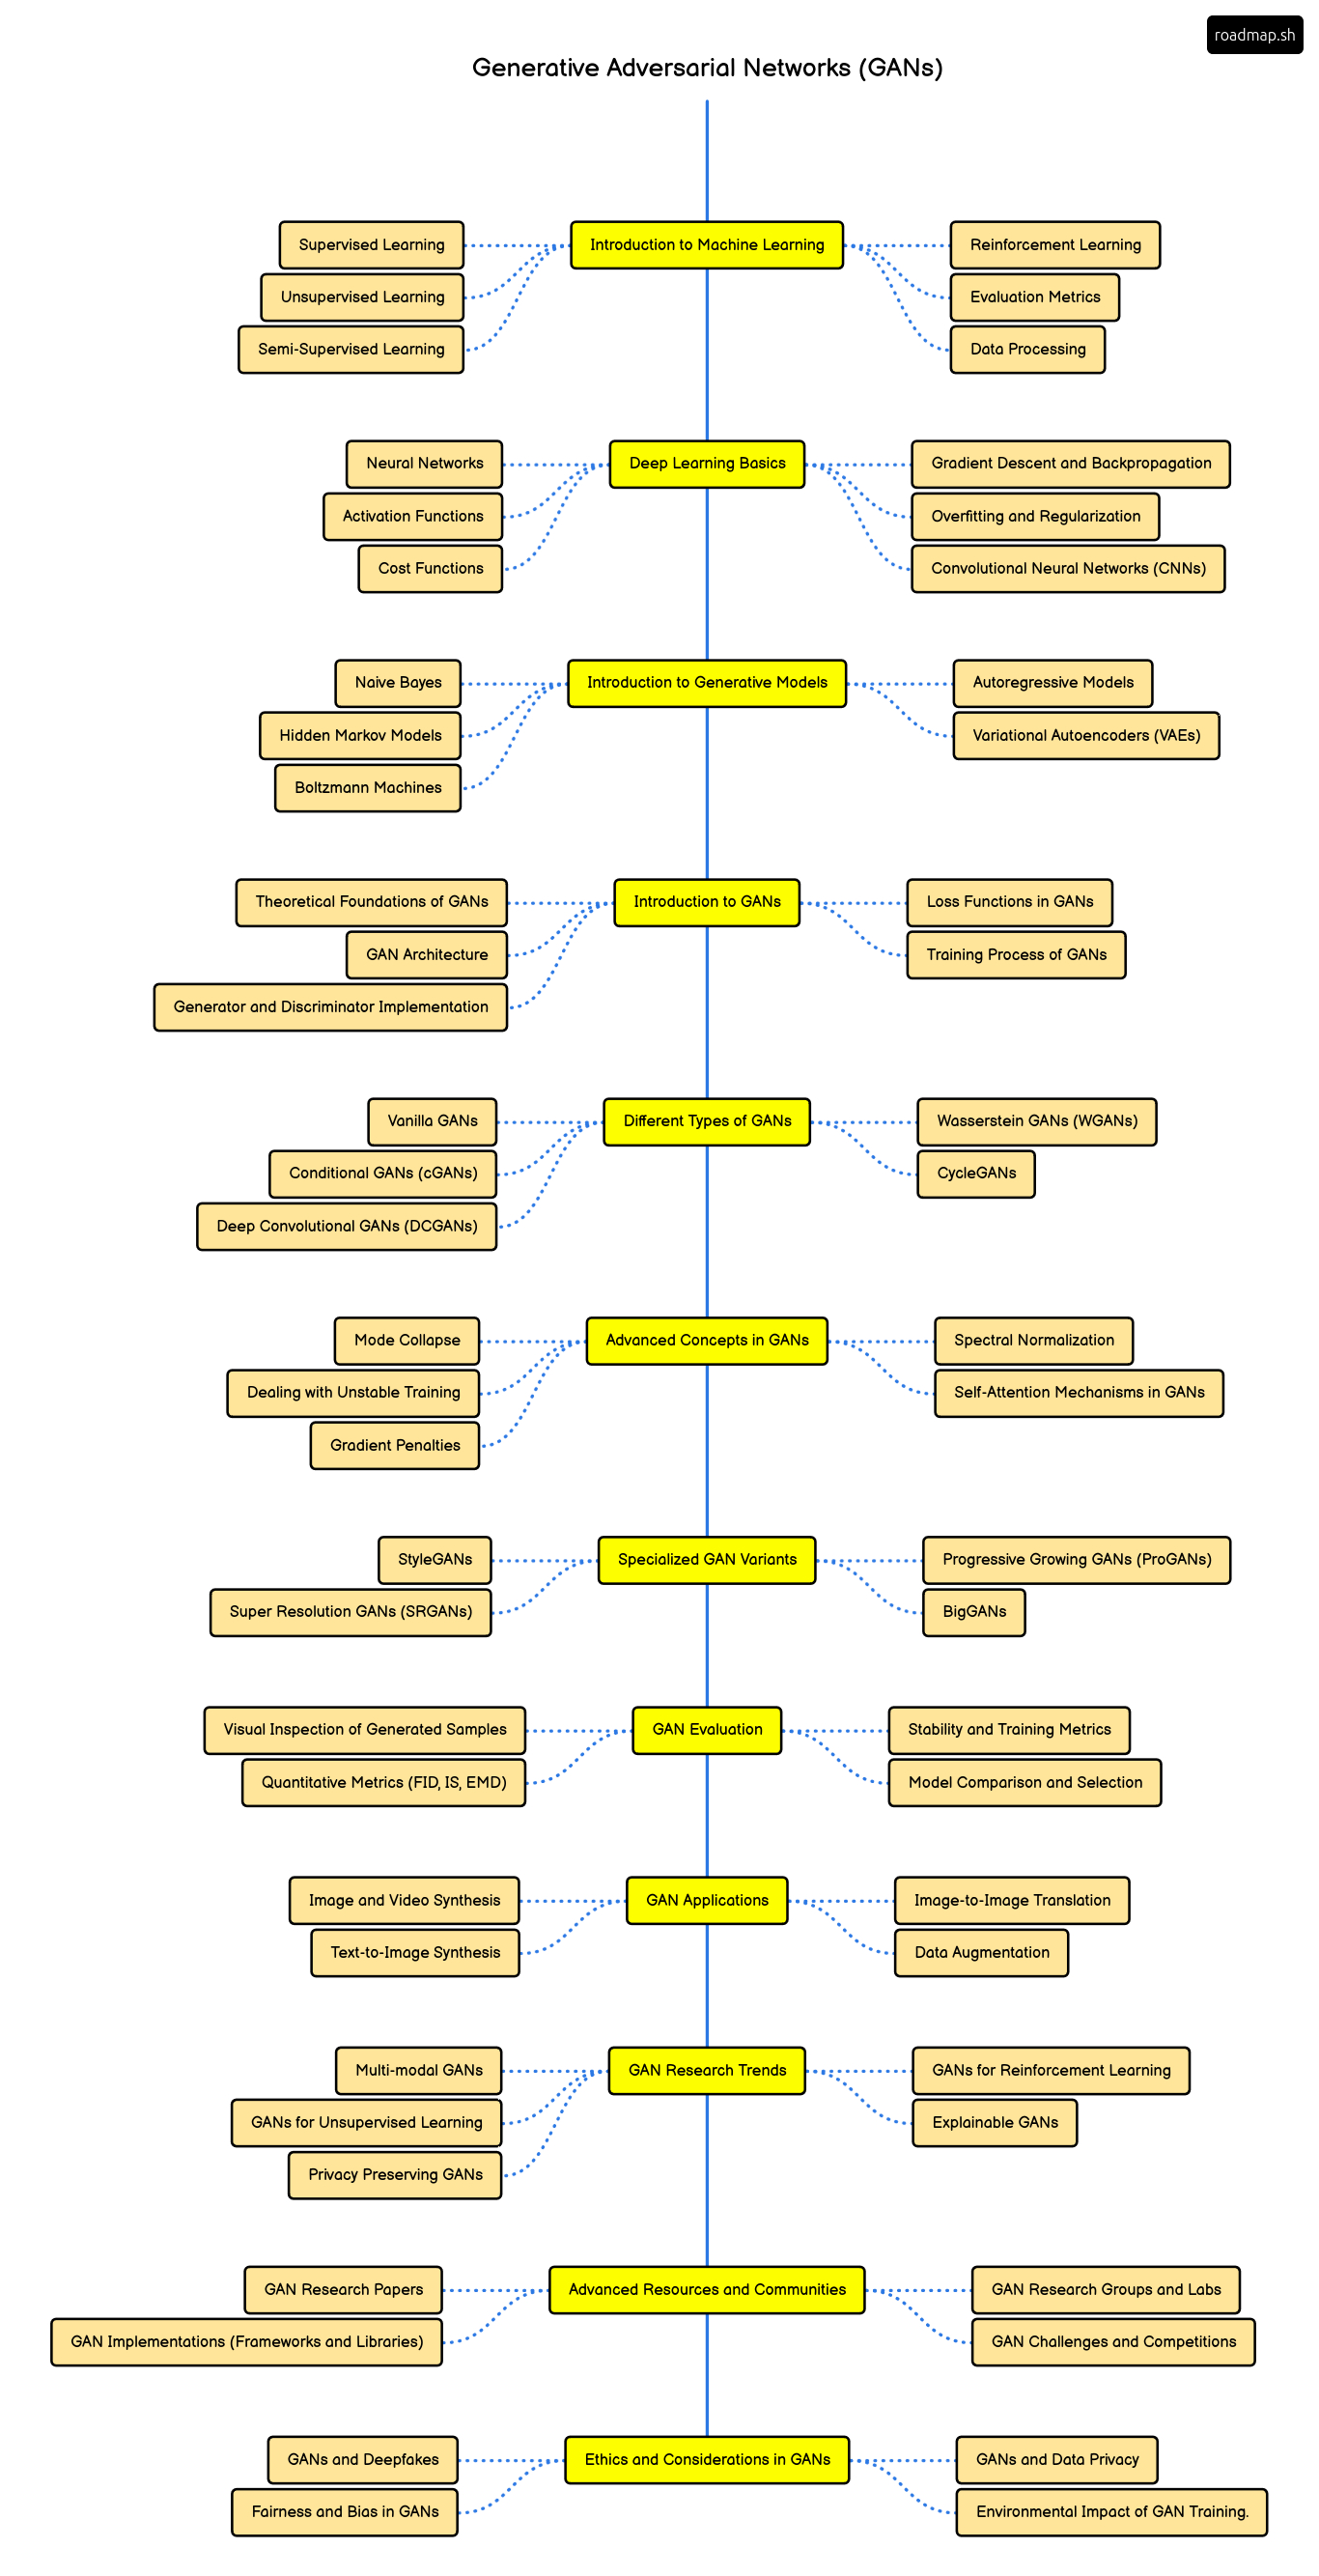 roadmap.sh
Generative Adversarial Networks (GANs)
Supervised Learning
Introduction to Machine Learning
Reinforcement Learning
Unsupervised Learning
Evaluation Metrics
Semi-Supervised Learning
Data Processing
Neural Networks
Deep Learning Basics
Gradient Descent and Backpropagation
Activation Functions
Overfitting and Regularization
Cost Functions
Convolutional Neural Networks (CNNs)
Naive Bayes
Introduction to Generative Models
Autoregressive Models
Hidden Markov Models
Variational Autoencoders (VAEs)
Boltzmann Machines
Theoretical Foundations of GANs
Introduction to GANs
Loss Functions in GANs
GAN Architecture
Training Process of GANs
Generator and Discriminator Implementation
Vanilla GANs
Different Types of GANs
Wasserstein GANs (WGANs)
Conditional GANs (cGANs)
CycleGANs
Deep Convolutional GANs (DCGANs)
Mode Collapse
Advanced Concepts in GANs
Spectral Normalization
Dealing with Unstable Training
Self-Attention Mechanisms in GANs
Gradient Penalties
StyleGANs
Specialized GAN Variants
Progressive Growing GANs (ProGANs)
Super Resolution GANs (SRGANs)
BigGANs
Visual Inspection of Generated Samples
GAN Evaluation
Stability and Training Metrics
Quantitative Metrics (FID, IS, EMD)
Model Comparison and Selection
Image and Video Synthesis
GAN Applications
Image-to-Image Translation
Text-to-Image Synthesis
Data Augmentation
Multi-modal GANs
GAN Research Trends
GANs for Reinforcement Learning
GANs for Unsupervised Learning
Explainable GANs
Privacy Preserving GANs
GAN Research Papers
Advanced Resources and Communities
GAN Research Groups and Labs
GAN Implementations (Frameworks and Libraries)
GAN Challenges and Competitions
GANs and Deepfakes
Ethics and Considerations in GANs
GANs and Data Privacy
Fairness and Bias in GANs
Environmental Impact of GAN Training.